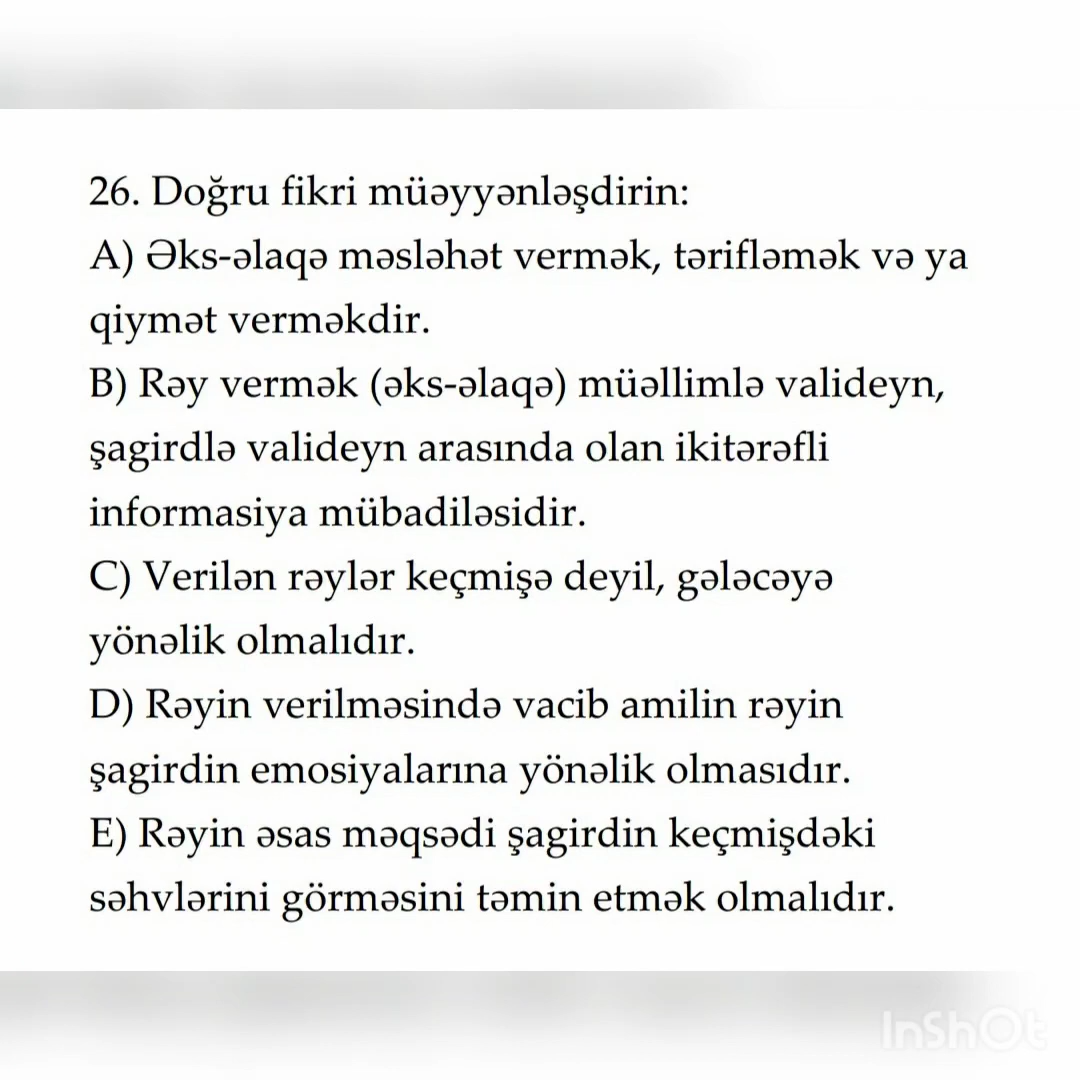 26. Doğru fikri müəyyənləşdirin:
A) Əks-əlaqə məsləhət vermək, tərifləmək və ya
qiymət verməkdir.
B) Rəy vermək (əks-əlaqə) müəllimlə valideyn,
şagirdlə valideyn arasında olan ikitərəfli
informasiya mübadiləsidir.
C) Verilən rəylər keçmişə deyil, gələcəyə
yönəlik olmalıdır.
D) Rəyin verilməsində vacib amilin rəyin
şagirdin emosiyalarına yönəlik olmasıdır.
E) Rəyin əsas məqsədi şagirdin keçmişdəki
səhvlərini görməsini təmin etmək olmalıdır.
InShOt